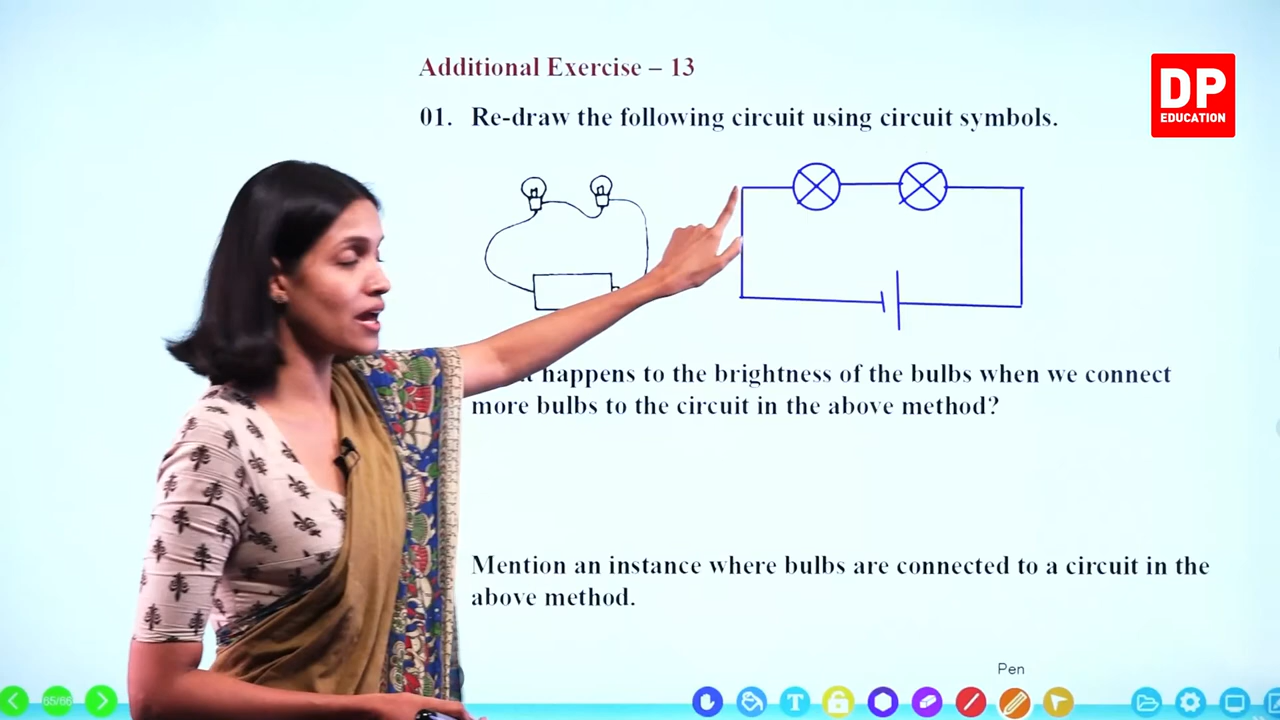 Additional Exercise – 13
DP
EDUCATION
01. Re-draw the following circuit using circuit symbols.
happens to the brightness of the bulbs when we connect
more bulbs to the circuit in the above method?
Mention an instance where bulbs are connected to a circuit in the
above method.
Pen
65/66
T